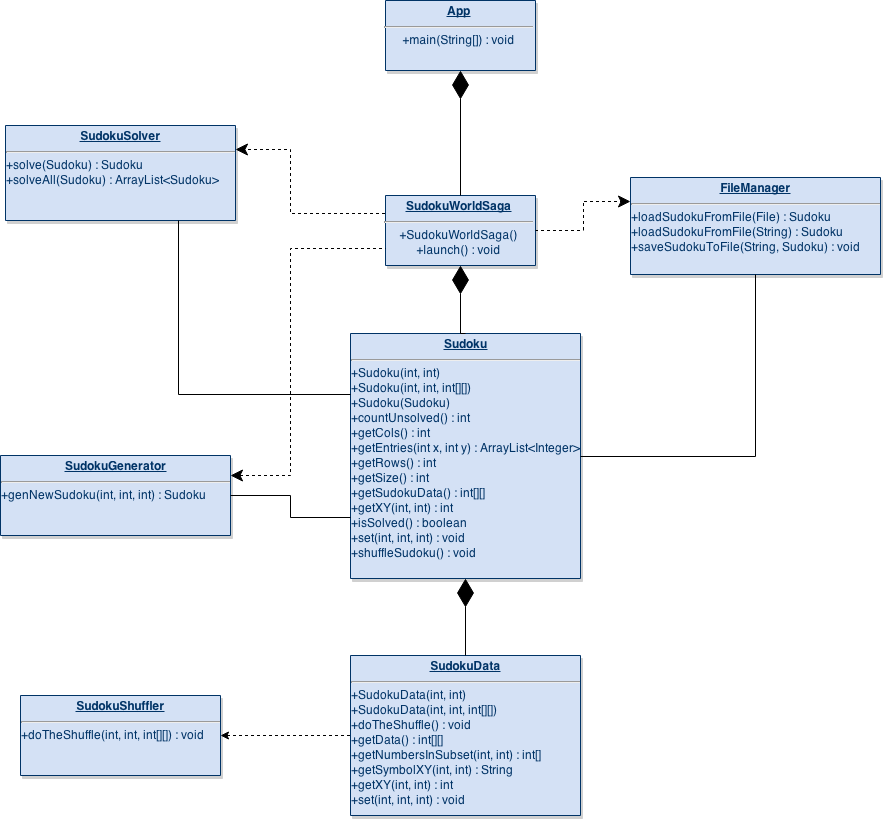 App
+main(String[]) : void
SudokuSolver
+solve(Sudoku) : Sudoku
+solveAll(Sudoku) : ArrayList<Sudoku>
SudokuWorldSaga
+SudokuWorldSaga()
+launch() : void
FileManager
+loadSudokuFromFile(File) : Sudoku
+loadSudokuFromFile(String) : Sudoku
+saveSudokuToFile(String, Sudoku) : void
Sudoku
+Sudoku(int, int)
+Sudoku(int, int, int[][])
+Sudoku(Sudoku)
+countUnsolved() : int
+getCols() : int
+getEntries(int x, int y) : ArrayList<Integer>
+getRows() : int
+getSize() : int
+getSudokuData() : int[][]
+getXY(int, int) : int
+isSolved() : boolean
+set(int, int, int) : void
+shuffleSudoku() : void
SudokuGenerator
+genNewSudoku(int, int, int) : Sudoku
SudokuData
+SudokuData(int, int)
+SudokuData(int, int, int[][])
+doTheShuffle() : void
+getData() : int[][]
+getNumbersInSubset(int, int) : int[]
+getSymbolXY(int, int) : String
+getXY(int, int) : int
+set(int, int, int) : void
SudokuShuffler
+doTheShuffle(int, int, int[][]) : void